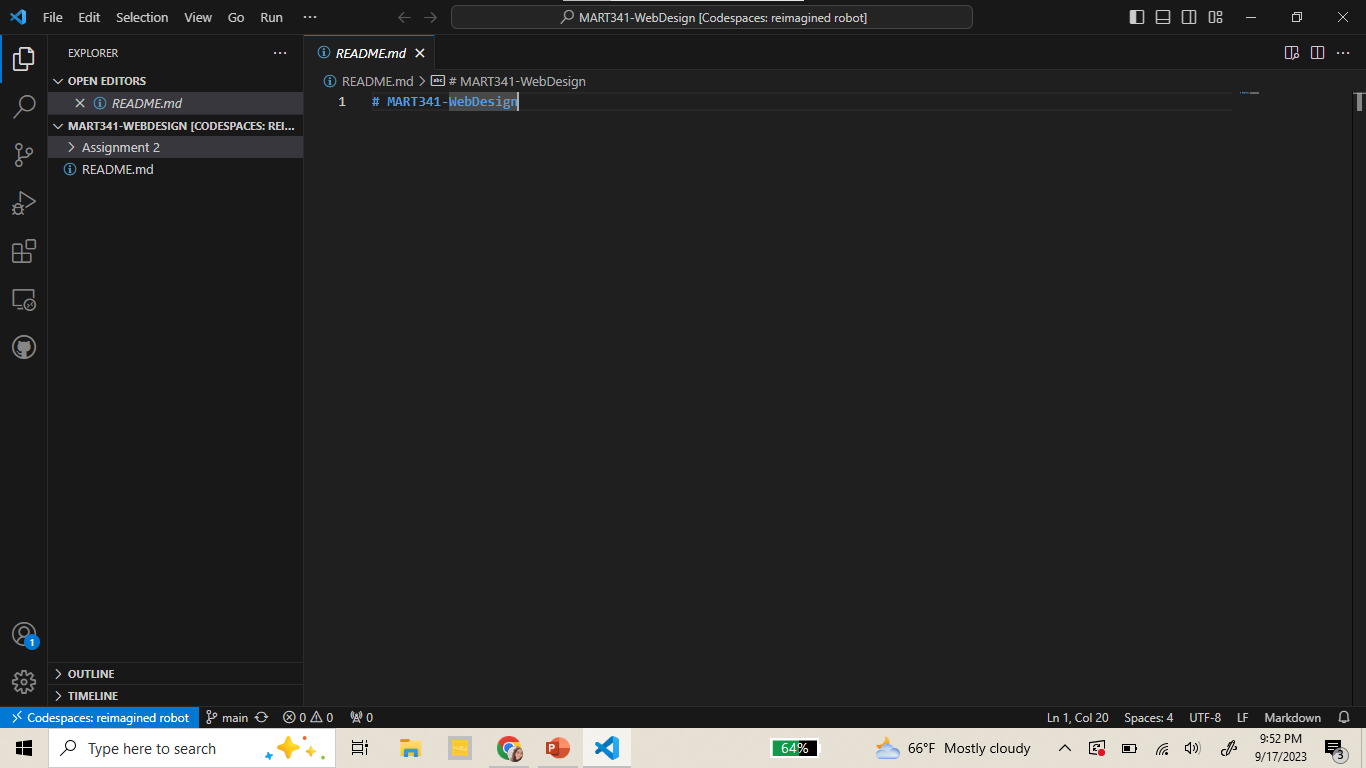 File Edit Selection View Go Run ···
MART341-WebDesign [Codespaces: reimagined robot]
EXPLORER
OPEN EDITORS
README.md
MART341-WEBDESIGN [CODESPACES: REI...
Assignment 2
README.md
OUTLINE
TIMELINE
README.md
README.md > # MART341-WebDesign
1 # MART341-WebDesign
1
Codespaces: reimagined robot main 0 0 0
Ln 1, Col 20 Spaces: 4 UTF-8 LF Markdown
Type here to search
64%
66°F Mostly cloudy
9:52 PM
9/17/2023
3